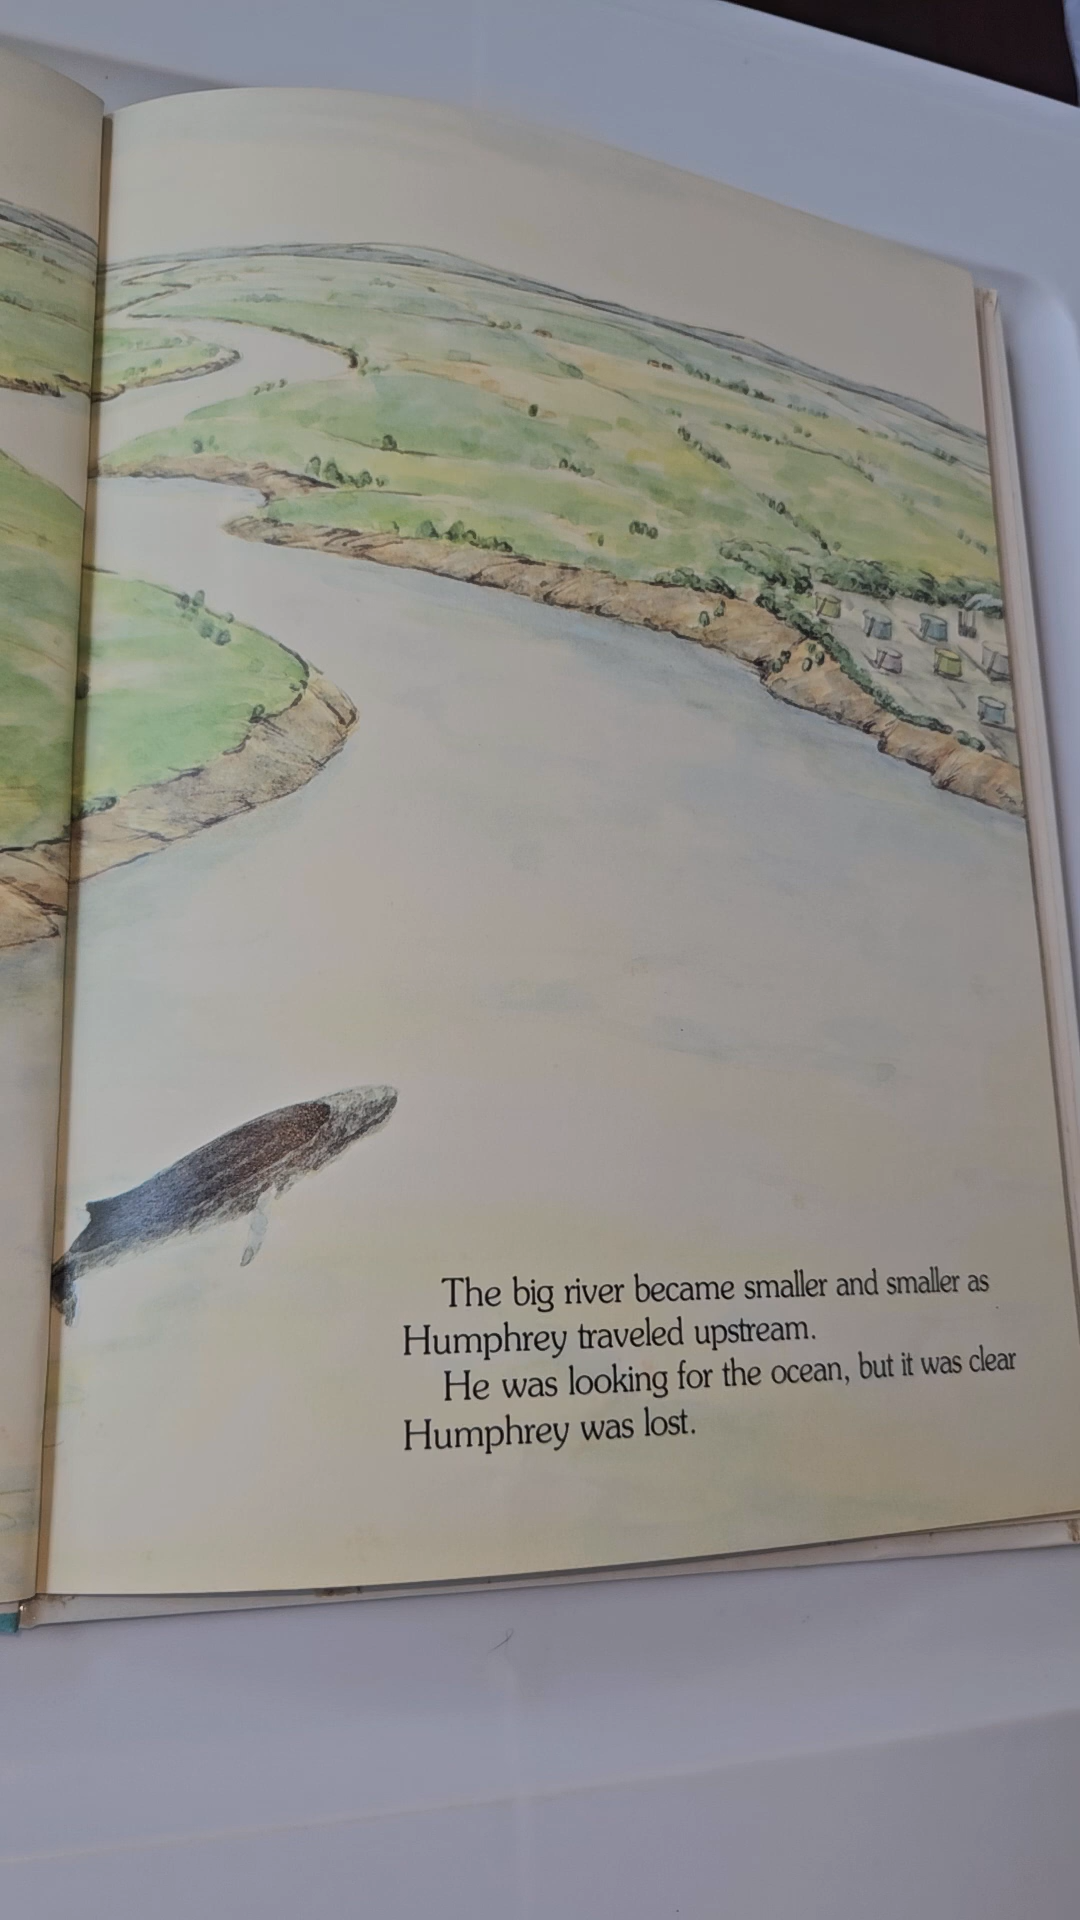 The big river became smaller and smaller as
Humphrey traveled upstream.
He was looking for the ocean, but it was clear
Humphrey was lost.